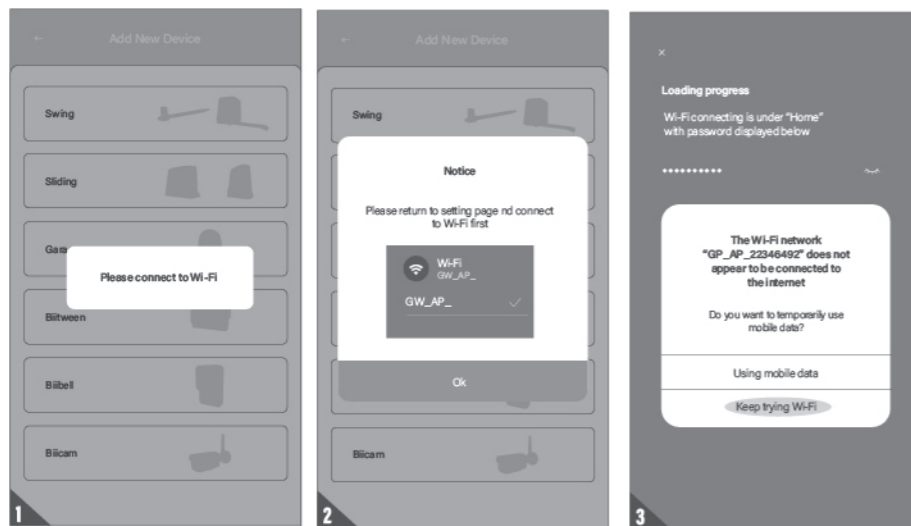 ← Add New Device
Swing
Sliding
Please connect to Wi-Fi
Biitween
Biibell
Biicam
1
← Add New Device
Swing
Notice
Please return to setting page nd connect
to Wi-Fi first
Wi-Fi
GW_AP_
GW_AP_
Ok
Biicam
2
×
Loading progress
Wi-Fi connecting is under "Home"
with password displayed below
••••••••••
The Wi-Fi network
"GP_AP_22346492" does not
appear to be connected to
the internet
Do you want to temporarily use
mobile data?
Using mobile data
Keep trying Wi-Fi
3